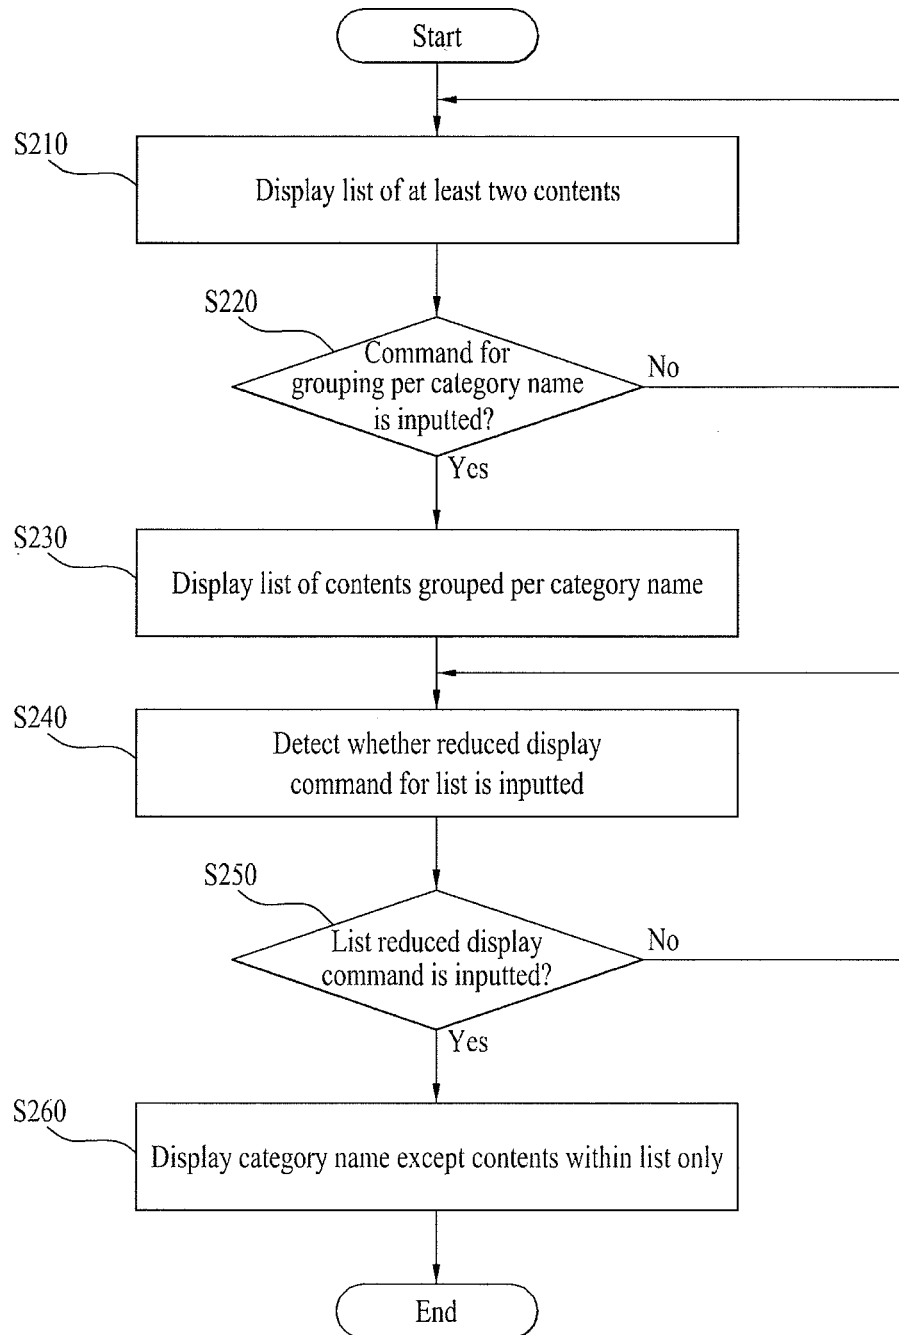 Start
S210
Display list of at least two contents
S220
Command for
grouping per category name
is inputted?
No
Yes
S230
Display list of contents grouped per category name
S240
Detect whether reduced display
command for list is inputted
S250
List reduced display
command is inputted?
No
Yes
S260
Display category name except contents within list only
End